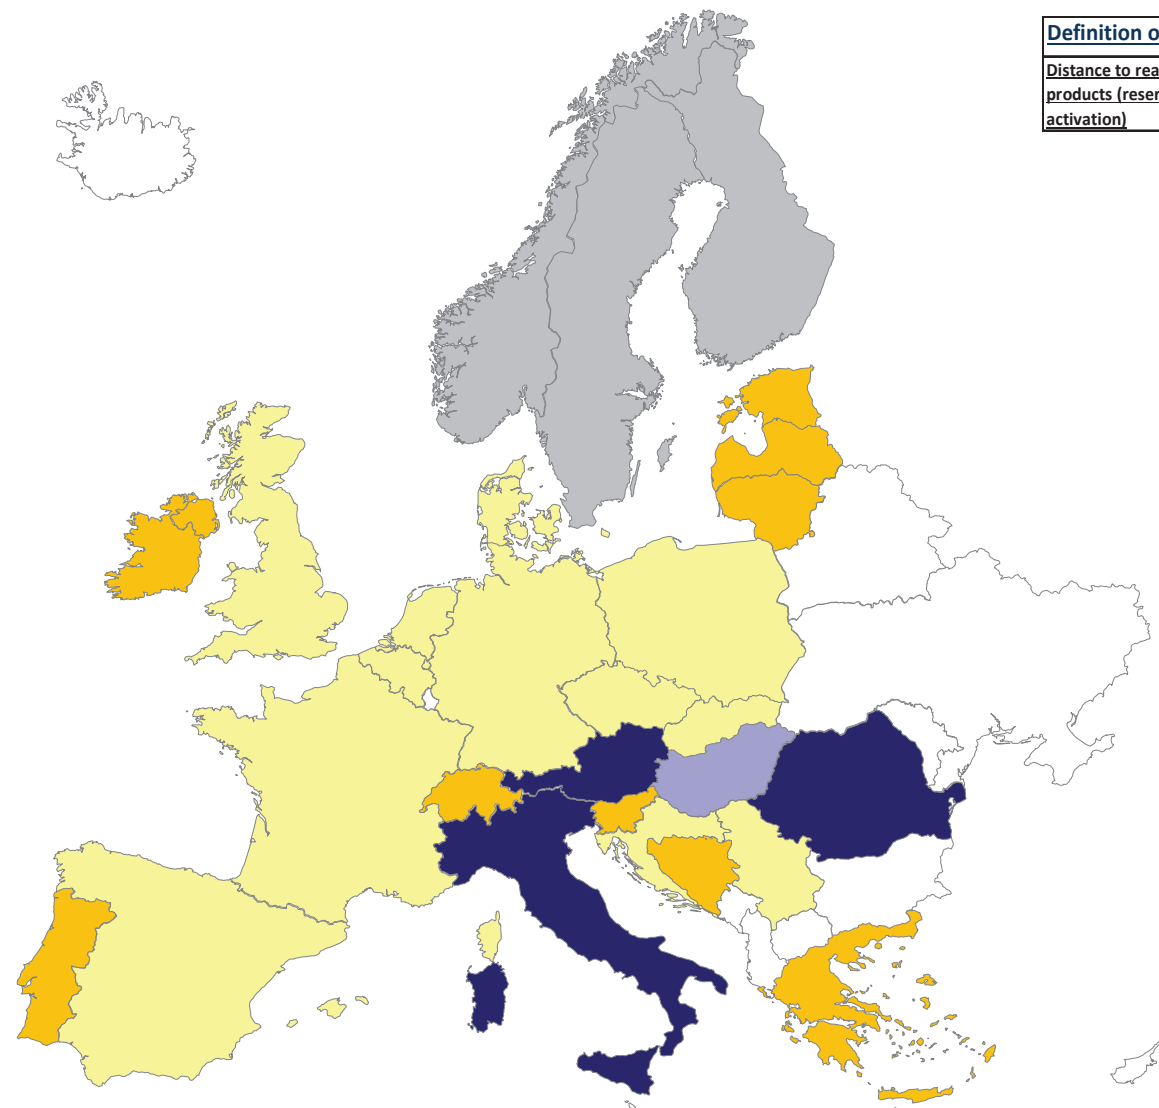 Definition o
Distance to rea
products (reser
activation)